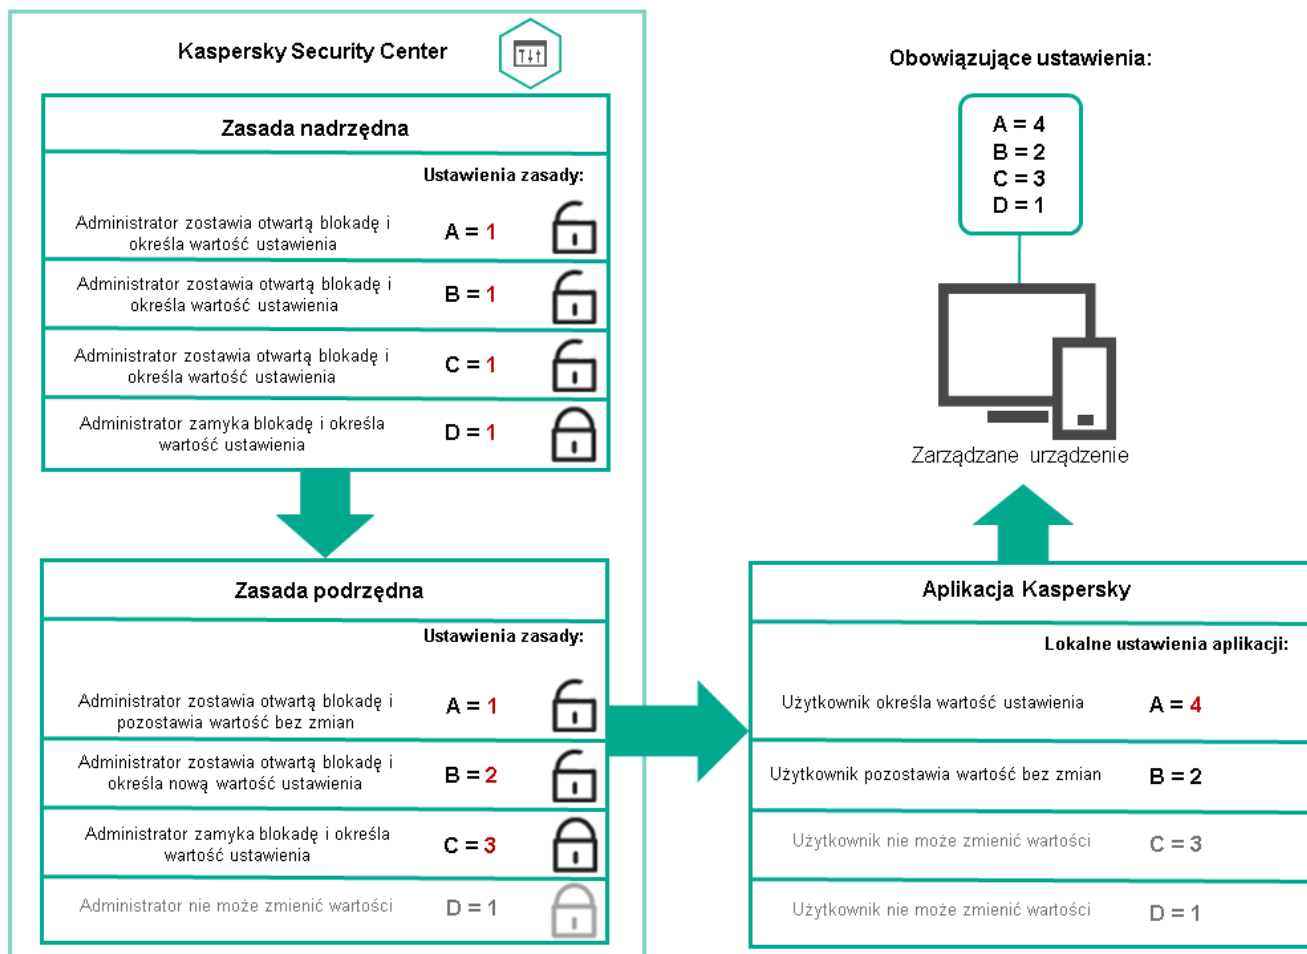 Kaspersky Security Center
Zasada nadrzędna
Ustawienia zasady:
Administrator zostawia otwartą blokadę i
określa wartość ustawienia
A = 1
Administrator zostawia otwartą blokadę i
określa wartość ustawienia
B = 1
Administrator zostawia otwartą blokadę i
określa wartość ustawienia
C = 1
Administrator zamyka blokadę i określa
wartość ustawienia
D = 1
Zasada podrzędna
Ustawienia zasady:
Administrator zostawia otwartą blokadę i
pozostawia wartość bez zmian
A = 1
Administrator zostawia otwartą blokadę i
określa nową wartość ustawienia
B = 2
Administrator zamyka blokadę i określa
wartość ustawienia
C = 3
Administrator nie może zmienić wartości
D = 1
Obowiązujące ustawienia:
A = 4
B = 2
C = 3
D = 1
Zarządzane urządzenie
Aplikacja Kaspersky
Lokalne ustawienia aplikacji:
Użytkownik określa wartość ustawienia
A = 4
Użytkownik pozostawia wartość bez zmian
B = 2
Użytkownik nie może zmienić wartości
C = 3
Użytkownik nie może zmienić wartości
D = 1